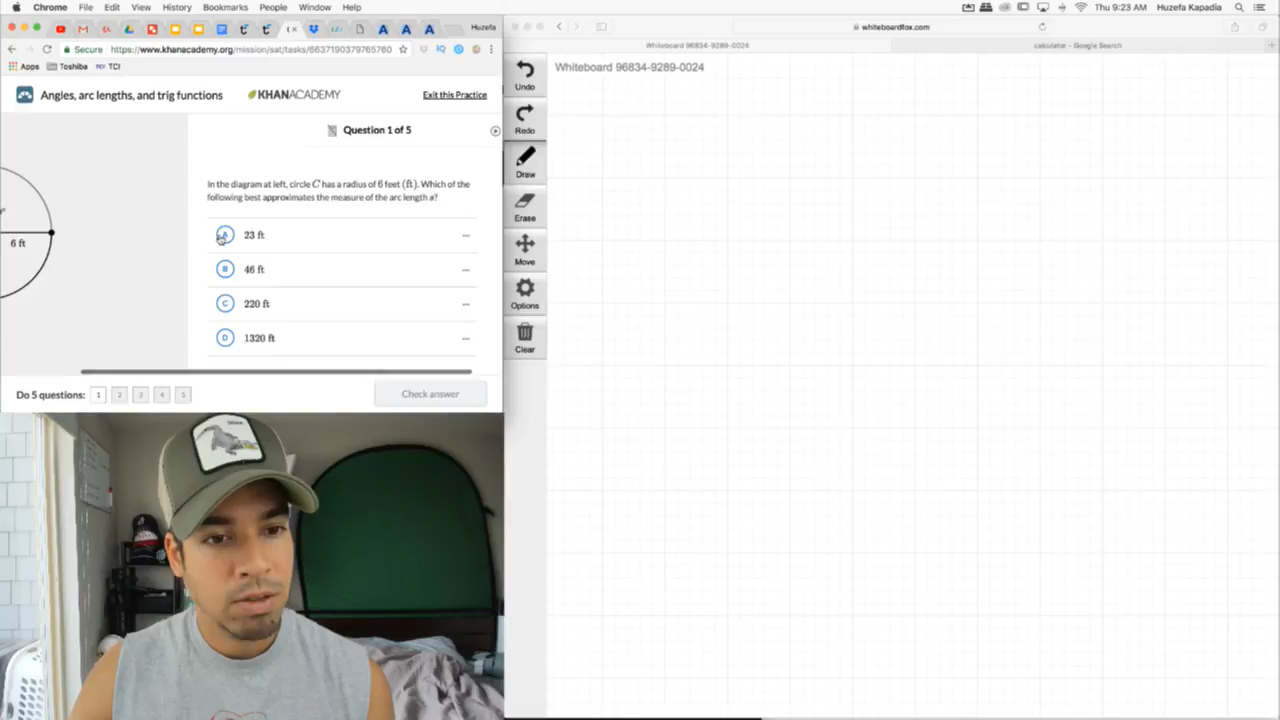 Chrome File Edit View History Bookmarks People Window Help
Thu 9:23 AM Huzefa Kapadia
Huzefa
Secure https://www.khanacademy.org/mission/sat/tasks/6637190379765760
Apps Toshiba TCI
Angles, arc lengths, and trig functions KHANACADEMY Exit this Practice
Question 1 of 5
In the diagram at left, circle C has a radius of 6 feet (ft). Which of the
following best approximates the measure of the arc length a?
A 23 ft
B 46 ft
C 220 ft
D 1320 ft
6 ft
Do 5 questions: 1 2 3 4 5 Check answer
whiteboardfox.com
Whiteboard 96834-9289-0024 calculator - Google Search
Whiteboard 96834-9289-0024
Undo
Redo
Draw
Erase
Move
Options
Clear